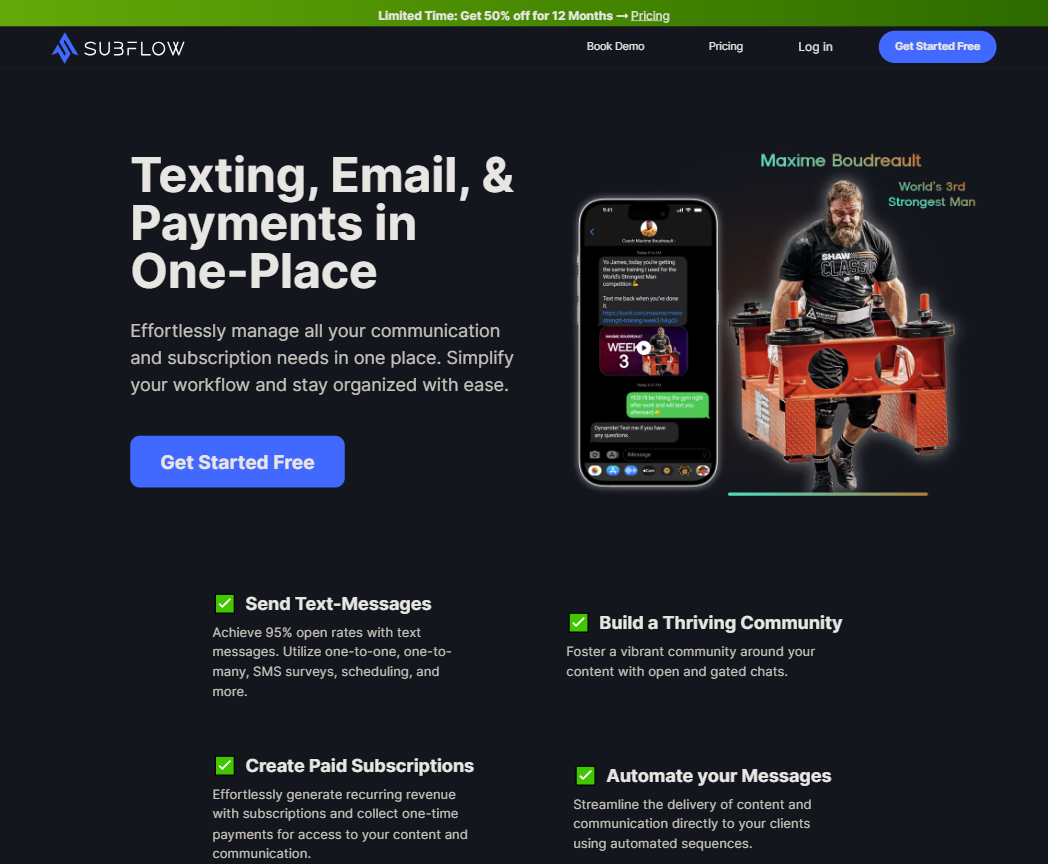 Limited Time: Get 50% off for 12 Months → Pricing
SUBFLOW
Book Demo
Pricing
Log in
Get Started Free
Texting, Email, &
Payments in
One-Place
Effortlessly manage all your communication
and subscription needs in one place. Simplify
your workflow and stay organized with ease.
Get Started Free
Maxime Boudreault
World's 3rd
Strongest Man
9:41
Coach Maxime Boudreault
Yo James, today you're getting
the same training I used for the
World's Strongest Man
competition 💪
Text me back when you've done
it.
MAXIME BOUDREAULT
WEEK
3
YES! I'll be hitting the gym right
after work and will text you
afterward 💪
Dynamite! Text me if you have
any questions.
iMessage
SHAW
CLASSIC
✅ Send Text-Messages
Achieve 95% open rates with text
messages. Utilize one-to-one, one-to-
many, SMS surveys, scheduling, and
more.
✅ Build a Thriving Community
Foster a vibrant community around your
content with open and gated chats.
✅ Create Paid Subscriptions
Effortlessly generate recurring revenue
with subscriptions and collect one-time
payments for access to your content and
communication.
✅ Automate your Messages
Streamline the delivery of content and
communication directly to your clients
using automated sequences.